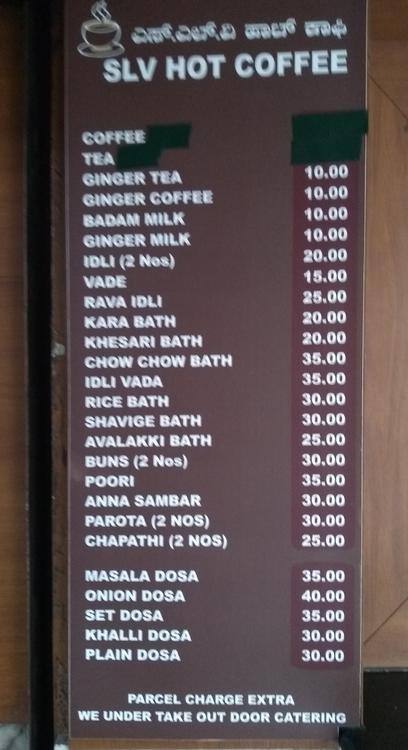 ಎಸ್.ಎಲ್.ವಿ ಹಾಟ್ ಕಾಫಿ
SLV HOT COFFEE
COFFEE
TEA
GINGER TEA 10.00
GINGER COFFEE 10.00
BADAM MILK 10.00
GINGER MILK 10.00
IDLI (2 Nos) 20.00
VADE 15.00
RAVA IDLI 25.00
KARA BATH 20.00
KHESARI BATH 20.00
CHOW CHOW BATH 35.00
IDLI VADA 35.00
RICE BATH 30.00
SHAVIGE BATH 30.00
AVALAKKI BATH 25.00
BUNS (2 Nos) 30.00
POORI 35.00
ANNA SAMBAR 30.00
PAROTA (2 NOS) 30.00
CHAPATHI (2 NOS) 25.00
MASALA DOSA 35.00
ONION DOSA 40.00
SET DOSA 35.00
KHALLI DOSA 30.00
PLAIN DOSA 30.00
PARCEL CHARGE EXTRA
WE UNDER TAKE OUT DOOR CATERING